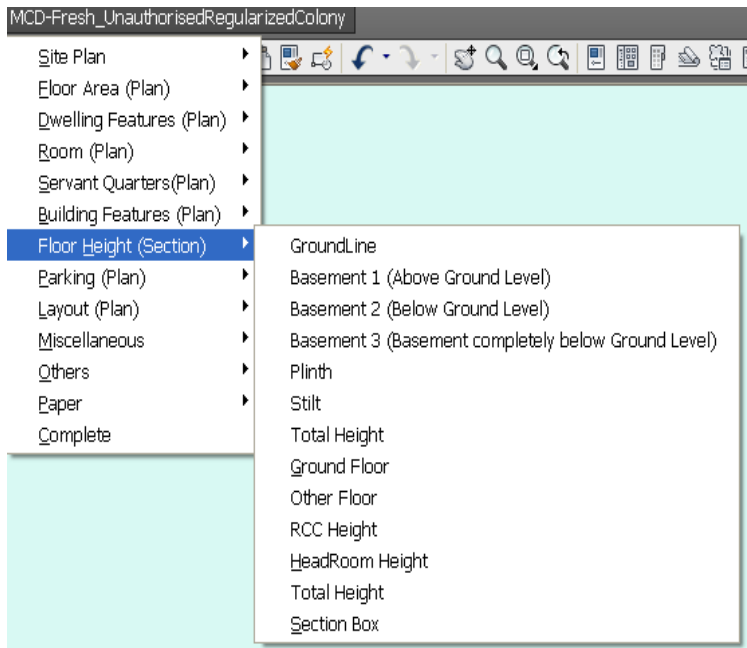 MCD-Fresh_UnauthorisedRegularizedColony
Site Plan
Floor Area (Plan)
Dwelling Features (Plan)
Room (Plan)
Servant Quarters(Plan)
Building Features (Plan)
Floor Height (Section)
Parking (Plan)
Layout (Plan)
Miscellaneous
Others
Paper
Complete
GroundLine
Basement 1 (Above Ground Level)
Basement 2 (Below Ground Level)
Basement 3 (Basement completely below Ground Level)
Plinth
Stilt
Total Height
Ground Floor
Other Floor
RCC Height
HeadRoom Height
Total Height
Section Box